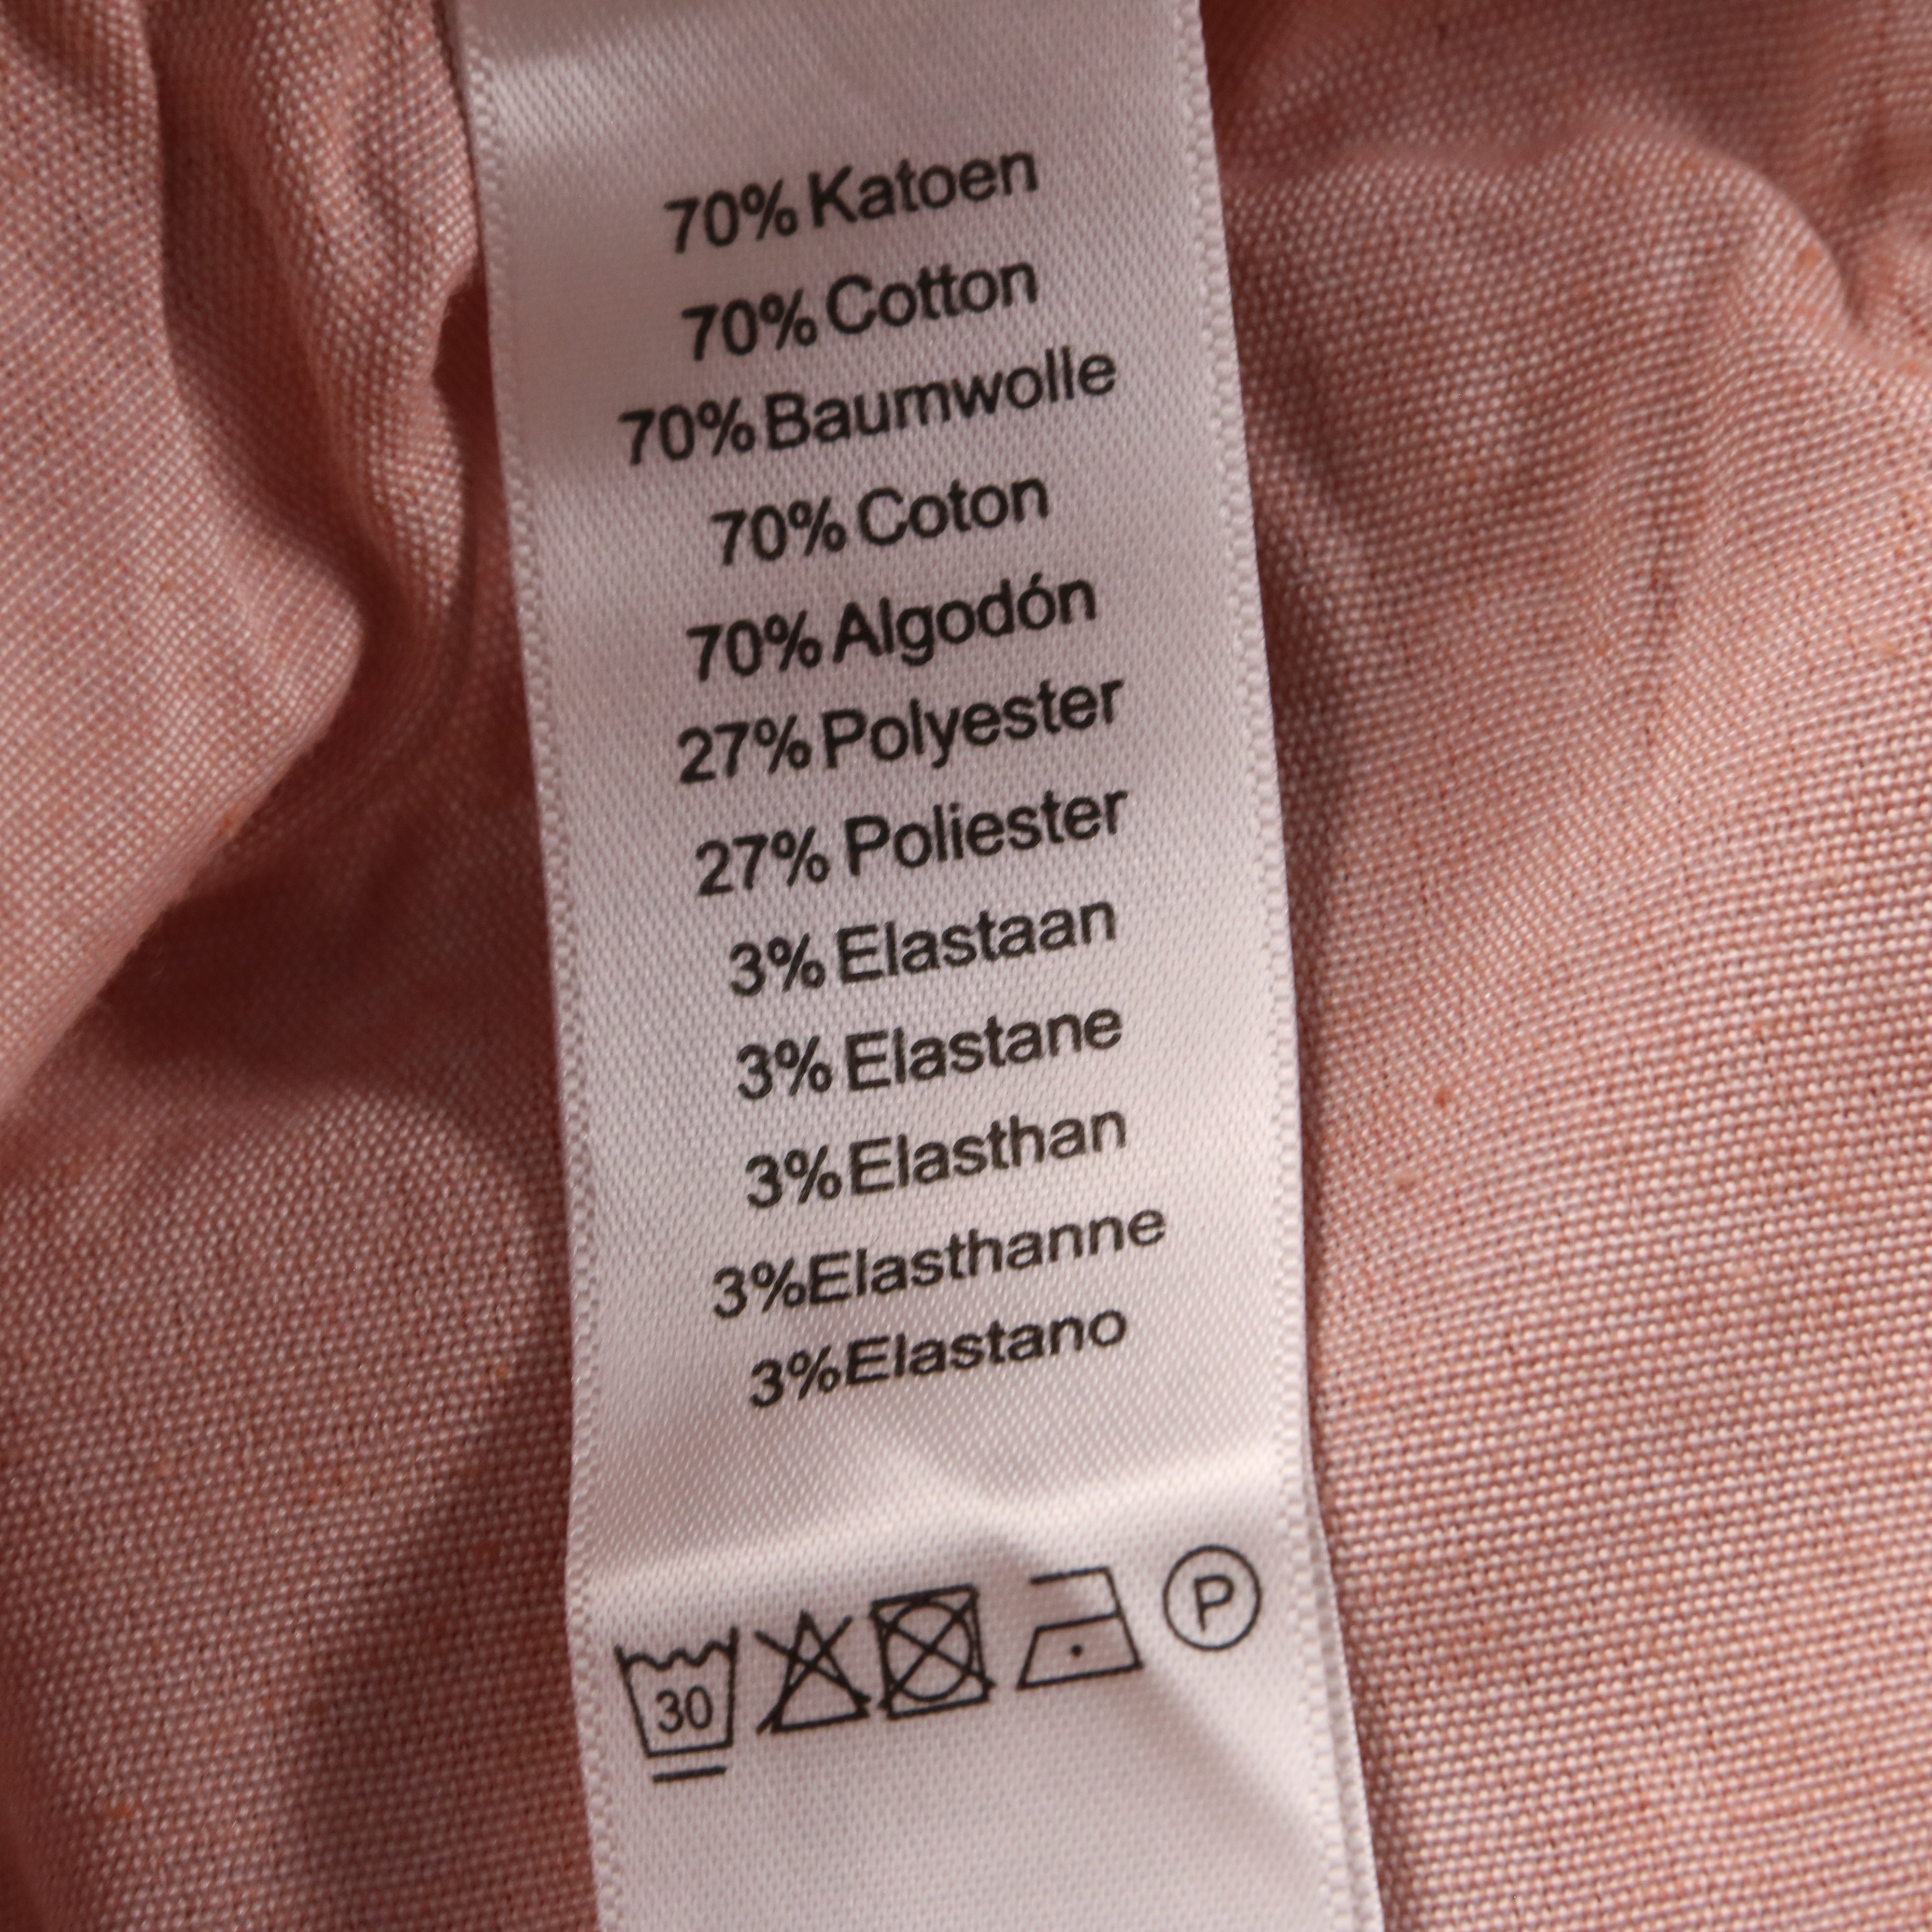 70% Katoen
70% Cotton
70% Baumwolle
70% Coton
70% Algodón
27% Polyester
27% Poliester
3% Elastaan
3% Elastane
3% Elasthan
3%Elasthanne
3%Elastano
30 P